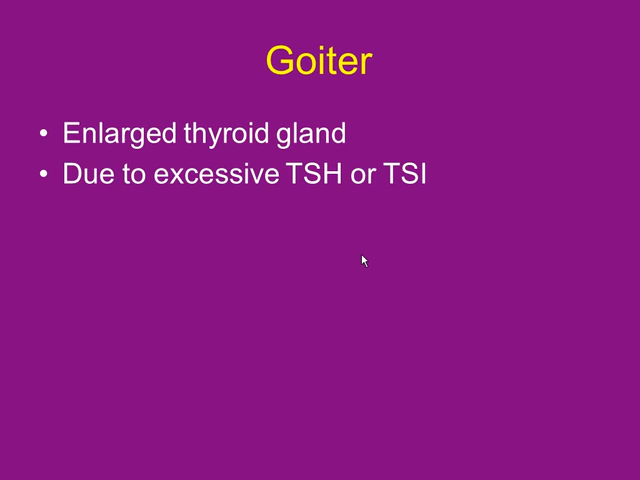 Goiter
• Enlarged thyroid gland
• Due to excessive TSH or TSI